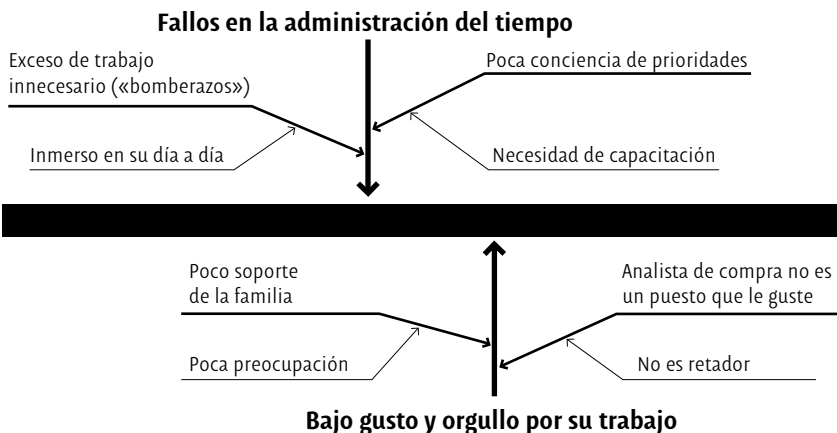 Fallos en la administración del tiempo
Exceso de trabajo
innecesario («bomberazos»)
Poca conciencia de prioridades
Inmerso en su día a día
Necesidad de capacitación
Poco soporte
de la familia
Analista de compra no es
un puesto que le guste
Poca preocupación
No es retador
Bajo gusto y orgullo por su trabajo